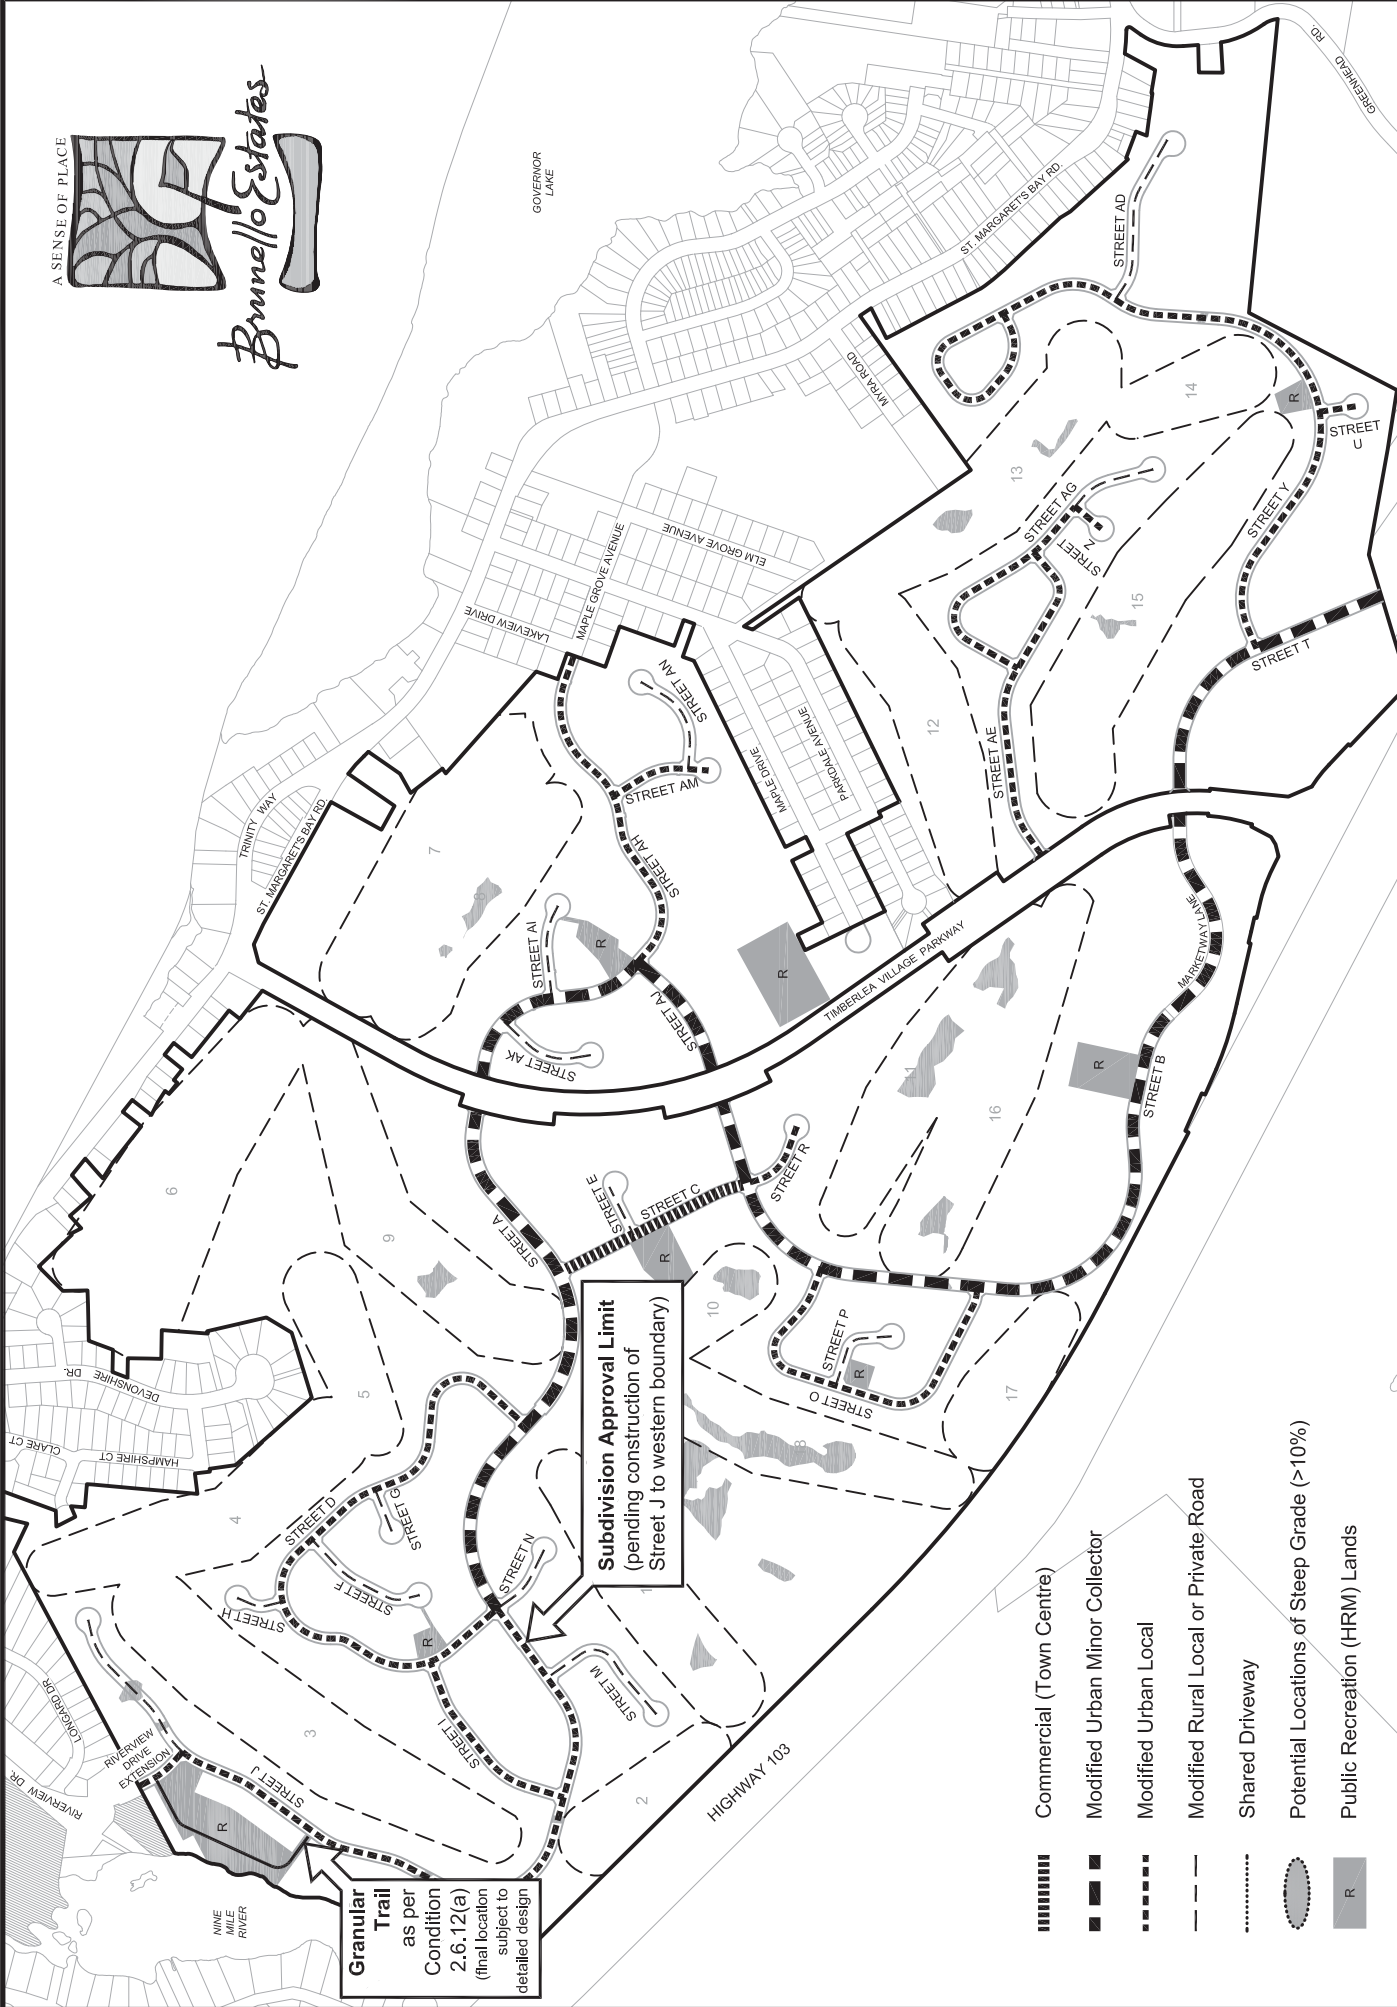 A SENSE OF PLACE
Brunello Estates
GOVERNOR
LAKE
GREENHEAD
RD.
ST. MARGARET'S BAY RD.
STREET AD
MYRA ROAD
14
R
STREET
U
13
STREET AG
STREET
Z
STREET Y
15
STREET T
ELM GROVE AVENUE
MAPLE GROVE AVENUE
LAKEVIEW DRIVE
STREET AN
STREET AM
MAPLE DRIVE
PARKDALE AVENUE
12
STREET AE
TRINITY WAY
ST. MARGARET'S BAY RD.
7
STREET AH
STREET AI
R
STREET AJ
STREET AK
R
TIMBERLEA VILLAGE PARKWAY
MARKETWAY LANE
11
16
R
STREET B
6
9
STREET A
STREET E
STREET C
R
STREET R
10
STREET P
R
STREET O
17
8
5
DEVONSHIRE DR.
CLARE CT
HAMPSHIRE CT
4
STREET D
STREET G
STREET F
STREET H
R
STREET N
STREET M
STREET I
3
2
HIGHWAY 103
Subdivision Approval Limit
(pending construction of
Street J to western boundary)
LONGARD DR
RIVERVIEW DR.
RIVERVIEW
DRIVE
EXTENSION
STREET J
R
NINE
MILE
RIVER
Granular
Trail
as per
Condition
2.6.12(a)
(final location
subject to
detailed design
Commercial (Town Centre)
Modified Urban Minor Collector
Modified Urban Local
Modified Rural Local or Private Road
Shared Driveway
Potential Locations of Steep Grade (>10%)
R
Public Recreation (HRM) Lands